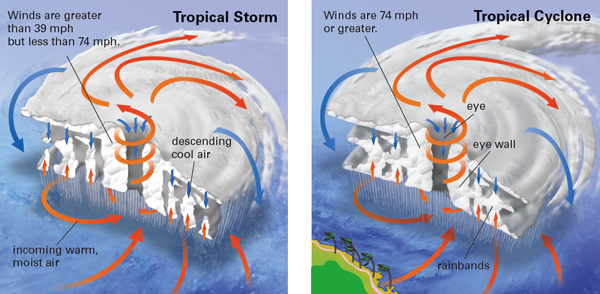 Tropical Storm
Winds are greater
than 39 mph
but less than 74 mph.
descending
cool air
incoming warm,
moist air
Tropical Cyclone
Winds are 74 mph
or greater.
eye
eye wall
rainbands